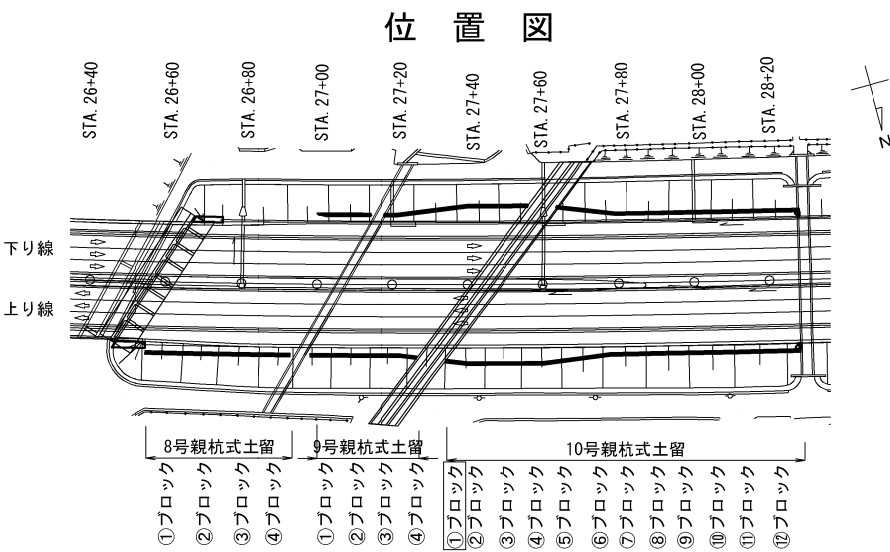 位置図
STA. 26+40
STA. 26+60
STA. 26+80
STA. 27+00
STA. 27+20
STA. 27+40
STA. 27+60
STA. 27+80
STA. 28+00
STA. 28+20
N
下り線
上り線
8号親杭式土留
9号親杭式土留
10号親杭式土留
①ブロック
②ブロック
③ブロック
④ブロック
①ブロック
②ブロック
③ブロック
④ブロック
①ブロック
②ブロック
③ブロック
④ブロック
⑤ブロック
⑥ブロック
⑦ブロック
⑧ブロック
⑨ブロック
⑩ブロック
⑪ブロック
⑫ブロック